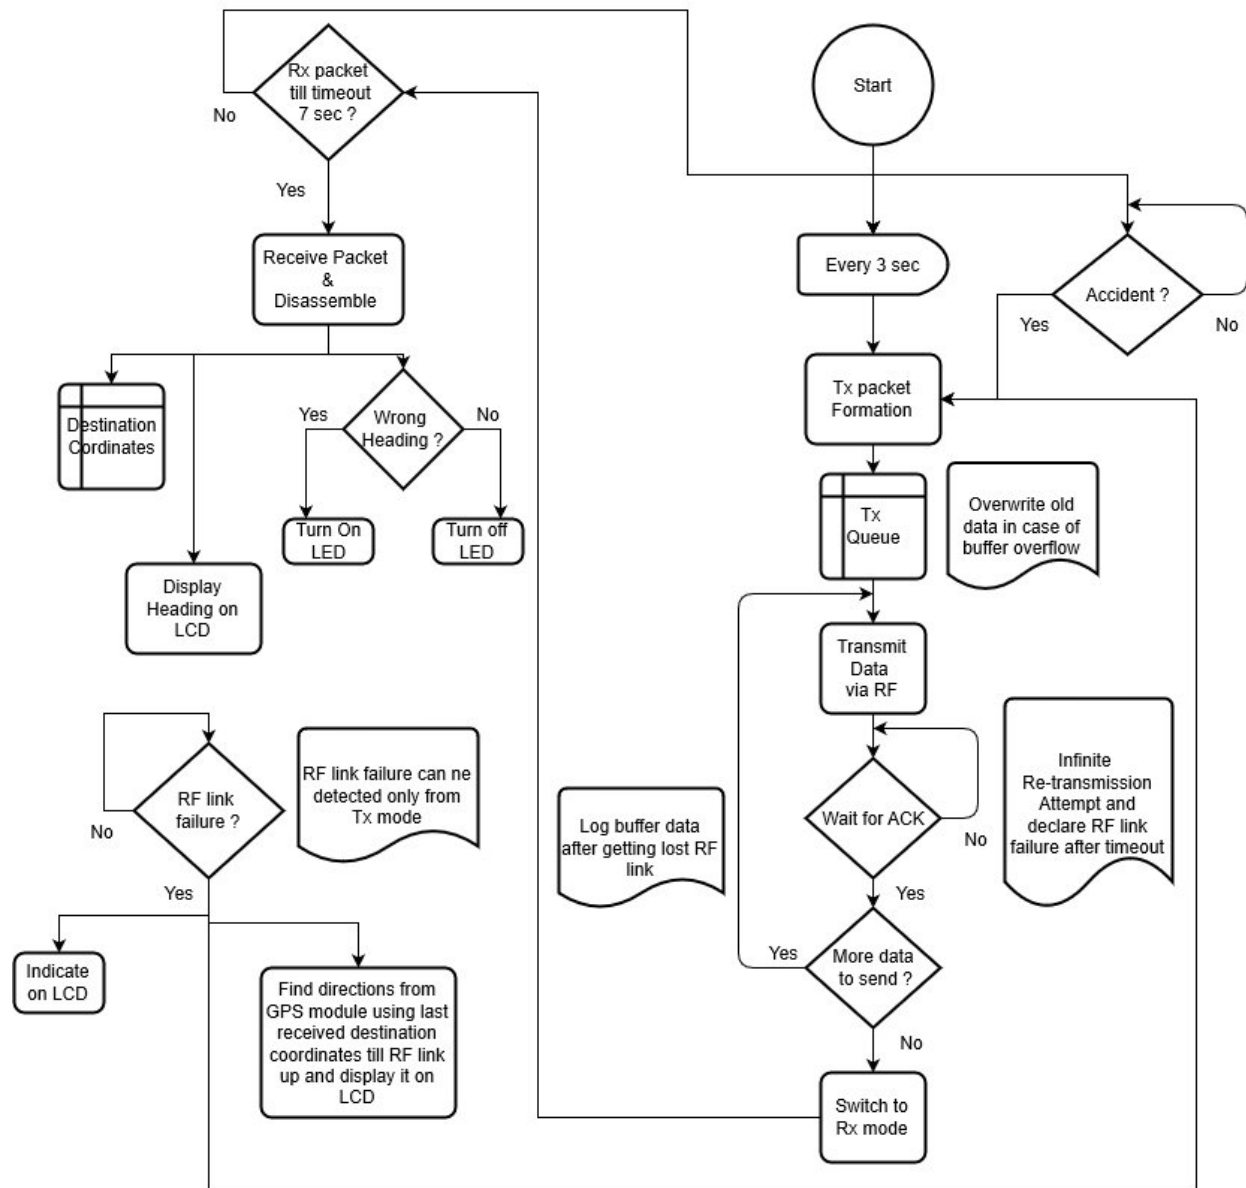 Rx packet
till timeout
7 sec ?
No
Yes
Start
Every 3 sec
Accident ?
Yes
No
Receive Packet
&
Disassemble
Destination
Cordinates
Yes
Wrong
Heading ?
No
Turn On
LED
Turn off
LED
Display
Heading on
LCD
Tx packet
Formation
Tx
Queue
Overwrite old
data in case of
buffer overflow
Transmit
Data
via RF
Wait for ACK
No
Yes
Infinite
Re-transmission
Attempt and
declare RF link
failure after timeout
Log buffer data
after getting lost RF
link
More data
to send ?
Yes
No
Switch to
Rx mode
RF link
failure ?
No
Yes
RF link failure can ne
detected only from
Tx mode
Indicate
on LCD
Find directions from
GPS module using last
received destination
coordinates till RF link
up and display it on
LCD